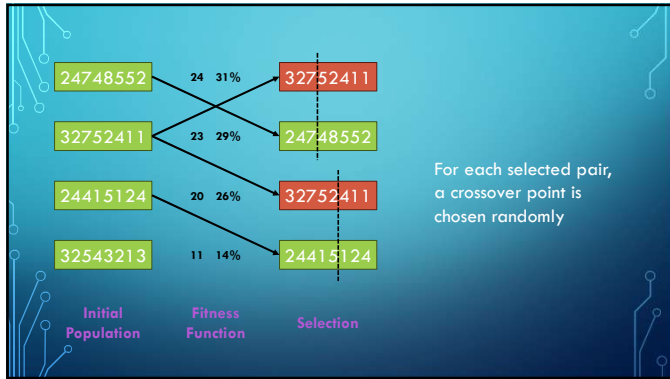 24748552 24 31% 32752411
32752411 23 29% 24748552
24415124 20 26% 32752411
32543213 11 14% 24415124
For each selected pair,
a crossover point is
chosen randomly
Initial
Population
Fitness
Function
Selection